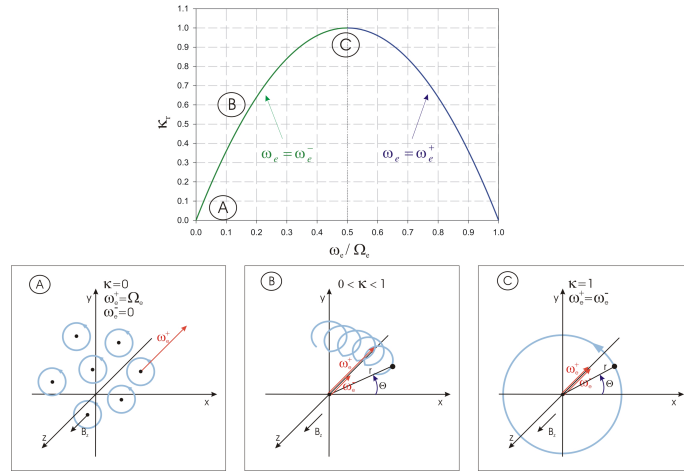 1.0
0.9
0.8
0.7
0.6
0.5
0.4
0.3
0.2
0.1
0.0
κr
C
B
A
ωe = ωe-
ωe = ωe+
0.0 0.1 0.2 0.3 0.4 0.5 0.6 0.7 0.8 0.9 1.0
ωe / Ωe
A
κ=0
ωe+=Ωe
ωe-=0
y
ωe+
x
Bz
z
B
0 < κ < 1
y
ωe+
r
ωe-
Θ
x
Bz
z
C
κ=1
ωe+=ωe-
y
ωe+
r
ωe-
Θ
x
Bz
z